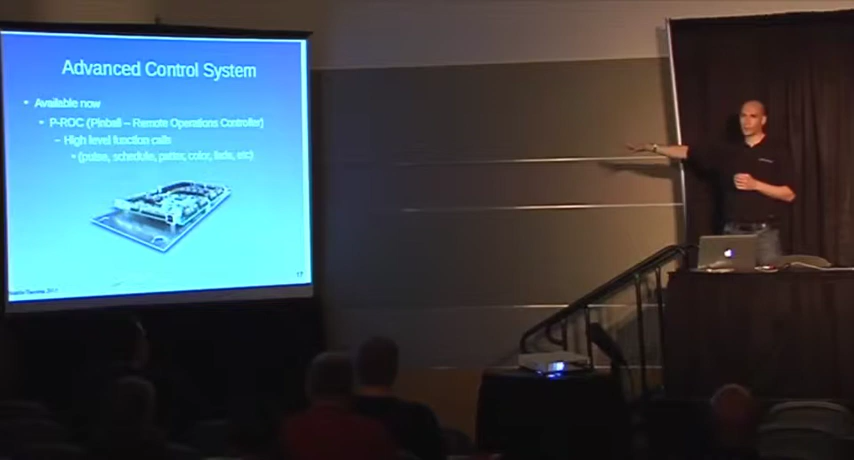 Advanced Control System
• Available now
• P-ROC (Pinball – Remote Operations Controller)
– High level function calls
• (pulse, schedule, patter, color, fade, etc)
17